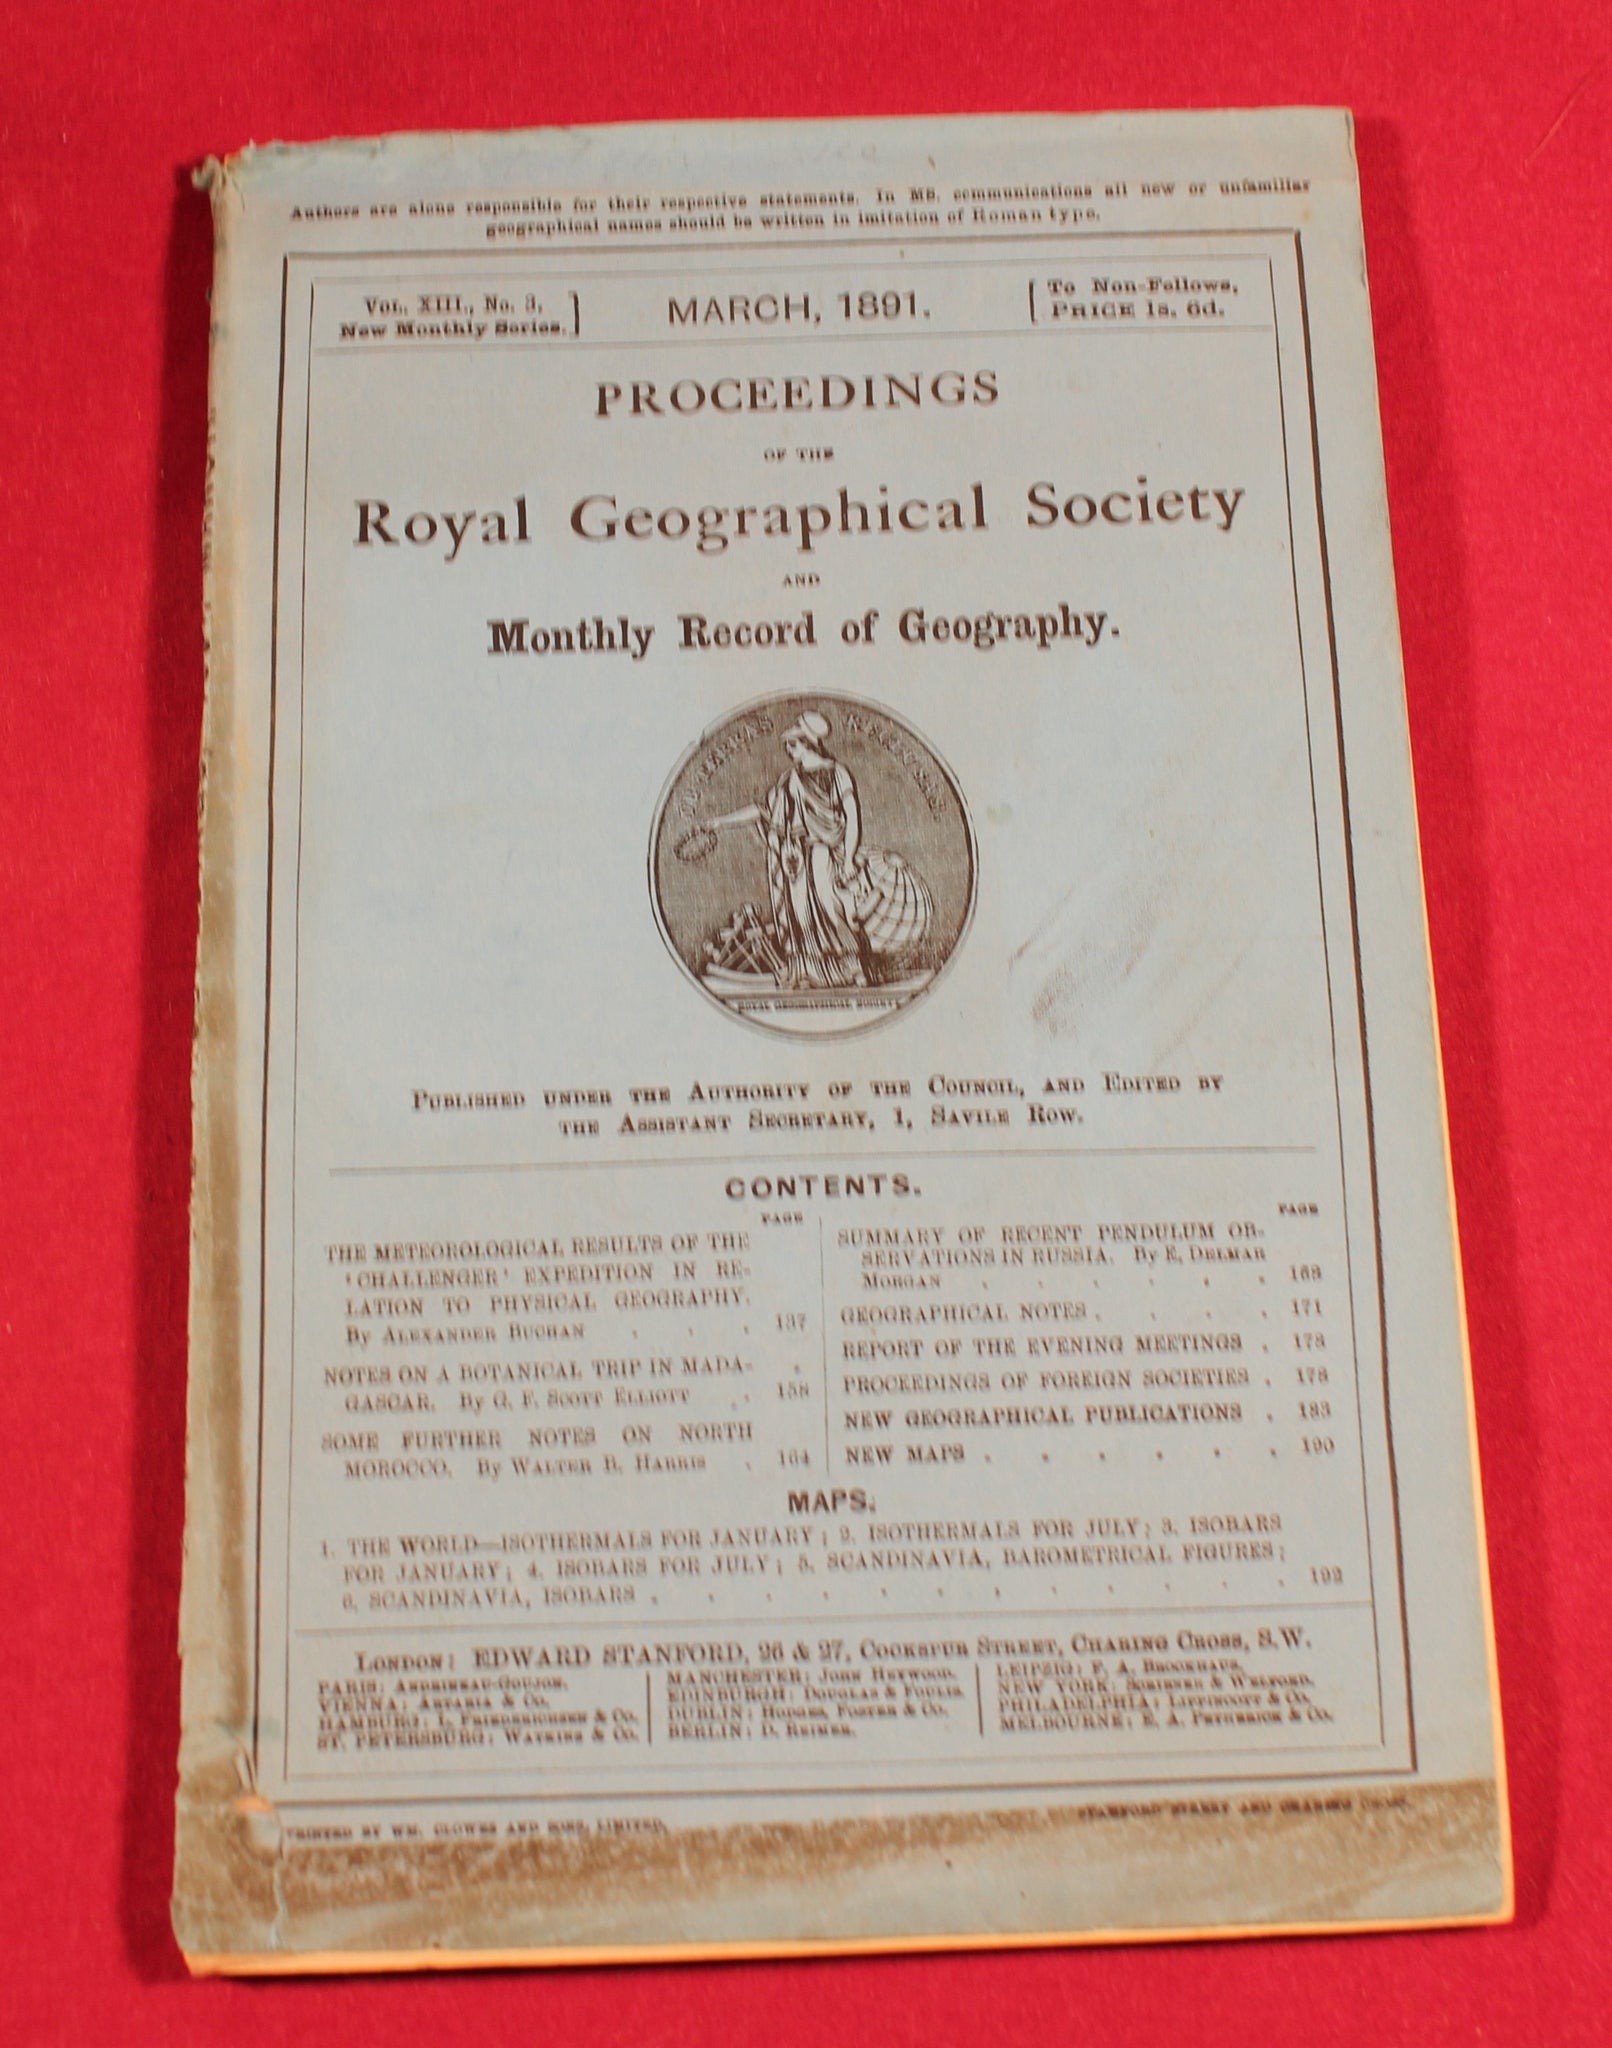 Authors are alone responsible for their respective statements. In MS. communications all new or unfamiliar
geographical names should be written in imitation of Roman type.
VOL. XIII., No. 3,
New Monthly Series.
MARCH, 1891.
To Non-Fellows,
PRICE 1s. 6d.
PROCEEDINGS
OF THE
Royal Geographical Society
AND
Monthly Record of Geography.
OB TERRAS RECLUSAS
ROYAL GEOGRAPHICAL SOCIETY
PUBLISHED UNDER THE AUTHORITY OF THE COUNCIL, AND EDITED BY
THE ASSISTANT SECRETARY, 1, SAVILE ROW.
CONTENTS.
PAGE
THE METEOROLOGICAL RESULTS OF THE
'CHALLENGER' EXPEDITION IN RE-
LATION TO PHYSICAL GEOGRAPHY.
By ALEXANDER BUCHAN . . . 137
NOTES ON A BOTANICAL TRIP IN MADA-
GASCAR. By G. F. SCOTT ELLIOTT . 158
SOME FURTHER NOTES ON NORTH
MOROCCO. By WALTER B. HARRIS . 164
PAGE
SUMMARY OF RECENT PENDULUM OB-
SERVATIONS IN RUSSIA. By E. DELMAR
MORGAN . . . . . . 168
GEOGRAPHICAL NOTES . . . . 171
REPORT OF THE EVENING MEETINGS . 178
PROCEEDINGS OF FOREIGN SOCIETIES . 178
NEW GEOGRAPHICAL PUBLICATIONS . 183
NEW MAPS . . . . . . 190
MAPS.
1. THE WORLD—ISOTHERMALS FOR JANUARY; 2. ISOTHERMALS FOR JULY; 3. ISOBARS
FOR JANUARY; 4. ISOBARS FOR JULY; 5. SCANDINAVIA, BAROMETRICAL FIGURES;
6. SCANDINAVIA, ISOBARS . . . . . . . . . . . . 192
LONDON: EDWARD STANFORD, 26 & 27, COCKSPUR STREET, CHARING CROSS, S.W.
PARIS: ANDRIVEAU-GOUJON.
VIENNA: ARTARIA & CO.
HAMBURG: L. FRIEDERICHSEN & CO.
ST. PETERSBURG: WATKINS & CO.
MANCHESTER: JOHN HEYWOOD.
EDINBURGH: DOUGLAS & FOULIS.
DUBLIN: HODGES, FOSTER & CO.
BERLIN: D. REIMER.
LEIPZIG: F. A. BROCKHAUS.
NEW YORK: SCRIBNER & WELFORD.
PHILADELPHIA: LIPPINCOTT & CO.
MELBOURNE: E. A. PETHERICK & CO.
PRINTED BY WM. CLOWES AND SONS, LIMITED,
STAMFORD STREET AND CHARING CROSS.